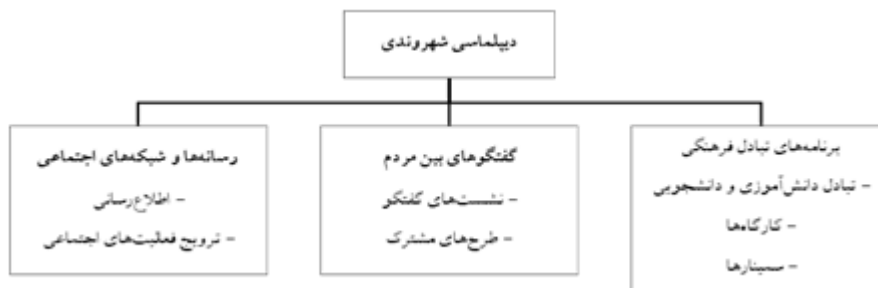 دیپلماسی شهروندی
برنامه‌های تبادل فرهنگی
- تبادل دانش‌آموزی و دانشجویی
- کارگاه‌ها
- سمینارها
گفتگوهای بین مردم
- نشست‌های گفتگو
- طرح‌های مشترک
رسانه‌ها و شبکه‌های اجتماعی
- اطلاع‌رسانی
- ترویج فعالیت‌های اجتماعی